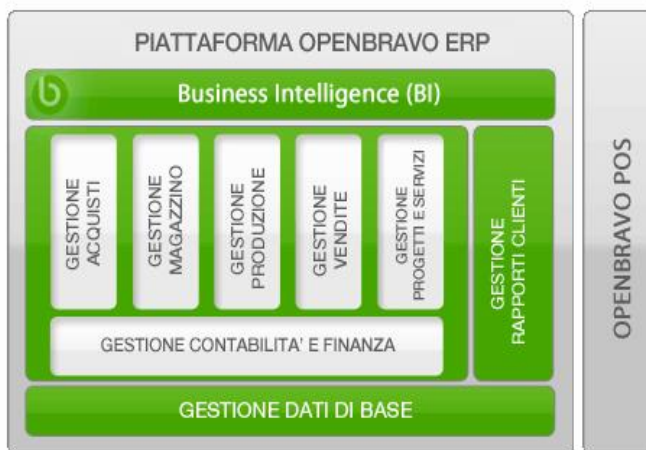 PIATTAFORMA OPENBRAVO ERP
Business Intelligence (BI)
GESTIONE
ACQUISTI
GESTIONE
MAGAZZINO
GESTIONE
PRODUZIONE
GESTIONE
VENDITE
GESTIONE
PROGETTI E SERVIZI
GESTIONE
RAPPORTI CLIENTI
OPENBRAVO POS
GESTIONE CONTABILITA' E FINANZA
GESTIONE DATI DI BASE